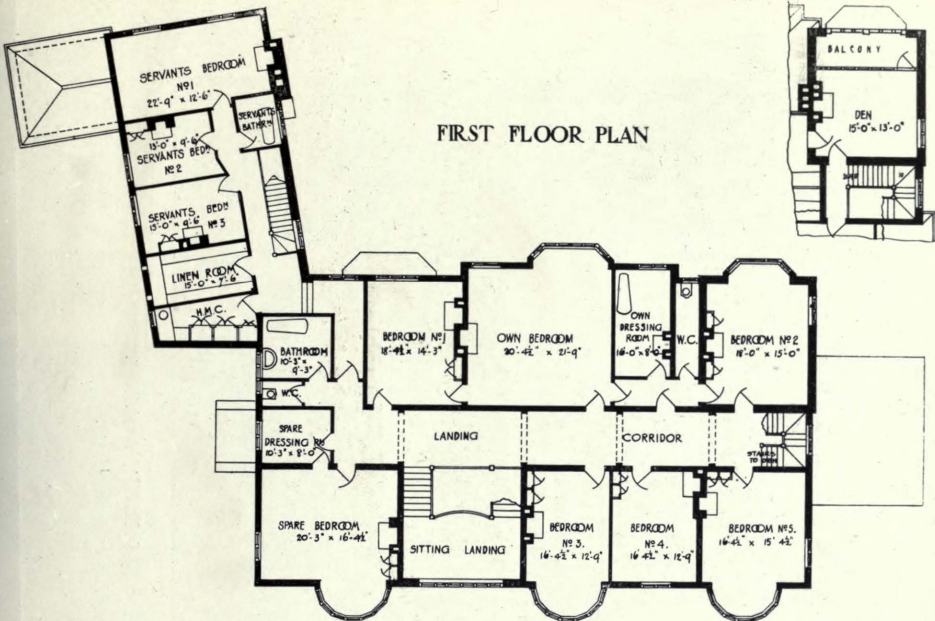 FIRST FLOOR PLAN
SERVANTS BEDROOM
Nº1
22'-9" × 12'-6"
SERVANTS
BATHRM
13'-0" × 9'-6"
SERVANTS BEDM
Nº2
SERVANTS BEDM
13'-0" × 9'-6"
Nº3
LINEN ROOM
15'-0" × 7'-6"
H.M.C.
BATHROOM
10'-3" ×
9'-3"
W.C.
SPARE
DRESSING RM
10'-3" × 8'-0"
BEDROOM Nº1
18'-4½" × 14'-3"
OWN BEDROOM
20'-4½" × 21'-9"
OWN
DRESSING
ROOM
16'-0" × 8'-0"
W.C.
BEDROOM Nº2
18'-0" × 15'-0"
LANDING
CORRIDOR
STAIRS
TO DEN
SPARE BEDROOM
20'-3" × 16'-4½"
SITTING LANDING
BEDROOM
Nº3.
16'-4½" × 12'-9"
BEDROOM
Nº4.
16'-4½" × 12'-9"
BEDROOM Nº5.
16'-4½" × 15'-4½"
BALCONY
DEN
15'-0" × 13'-0"